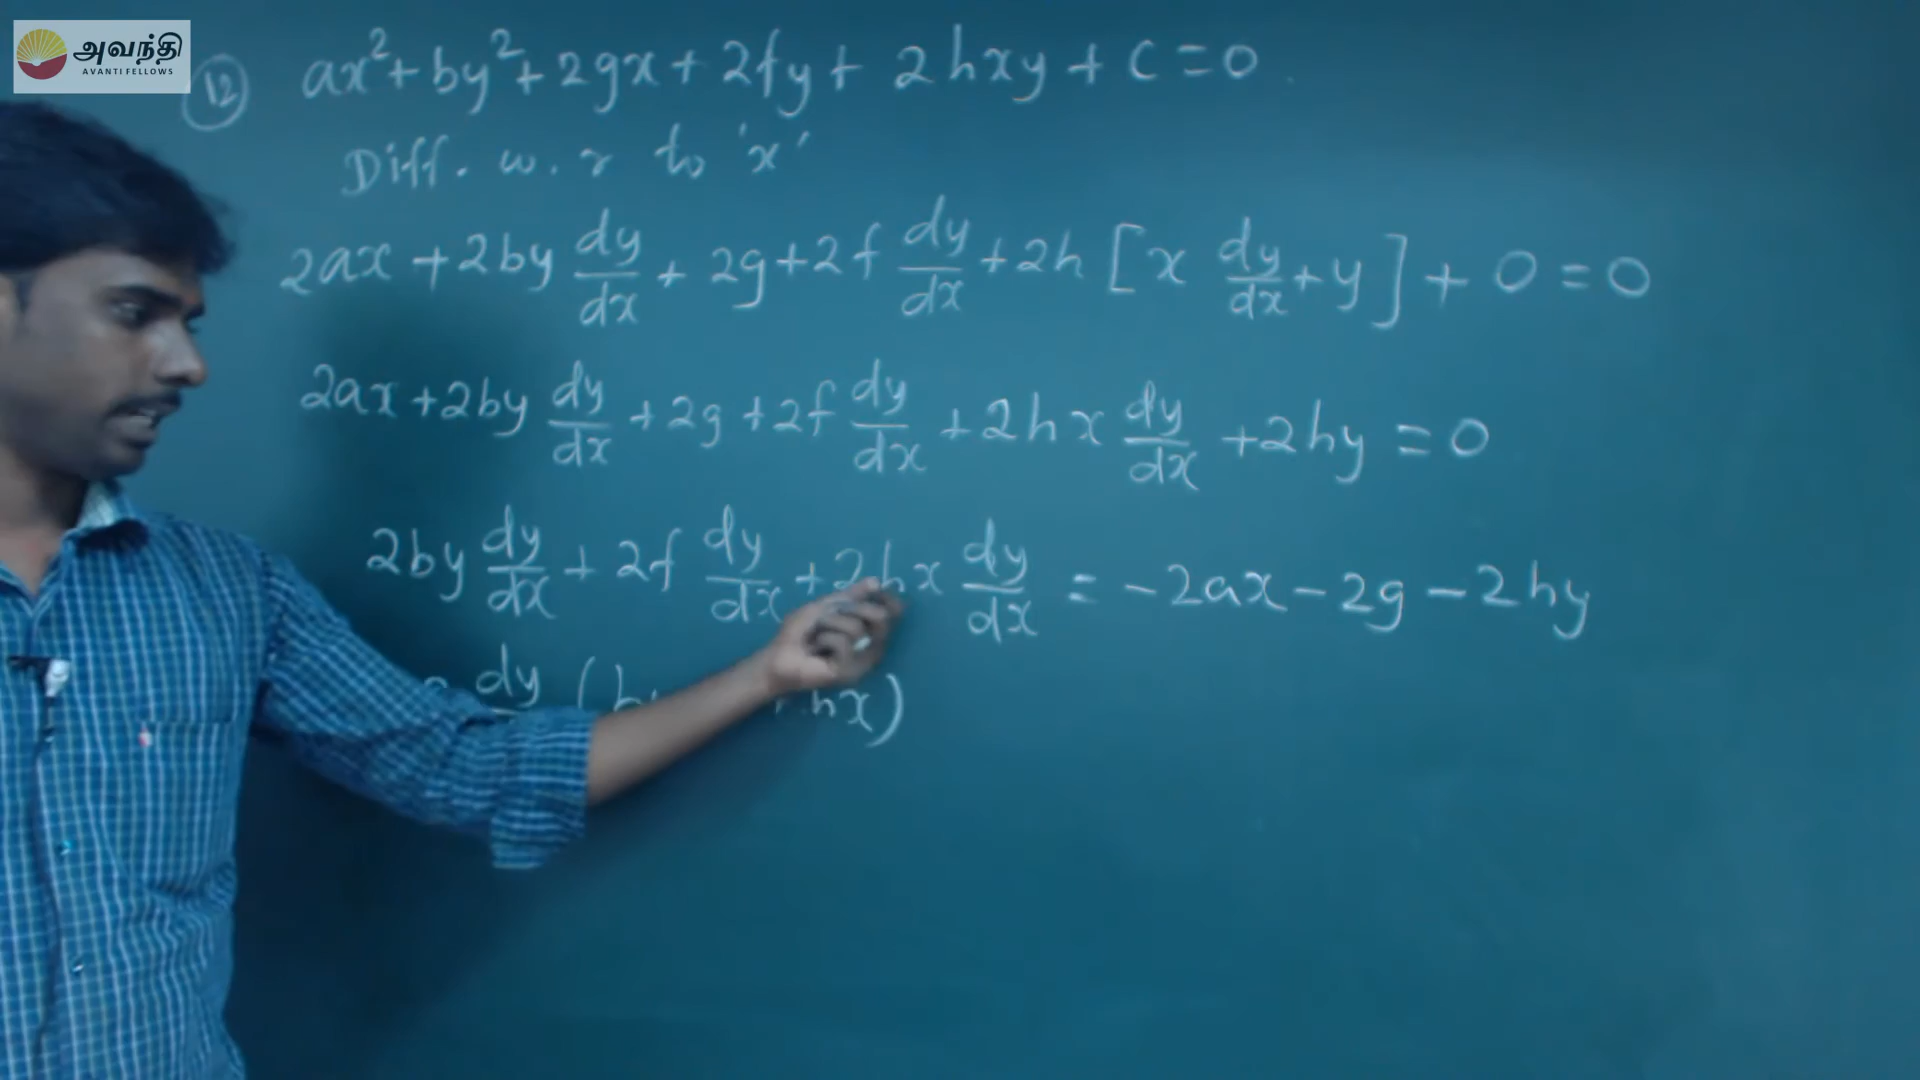 அவந்தி
AVANTI FELLOWS
(12) ax²+by²+2gx+2fy+2hxy+c=0
Diff. w.r to 'x'
2ax+2by dy/dx+2g+2f dy/dx+2h[x dy/dx+y]+0=0
2ax+2by dy/dx+2g+2f dy/dx+2hx dy/dx+2hy=0
2by dy/dx+2f dy/dx+2hx dy/dx=-2ax-2g-2hy
dy (b hx)